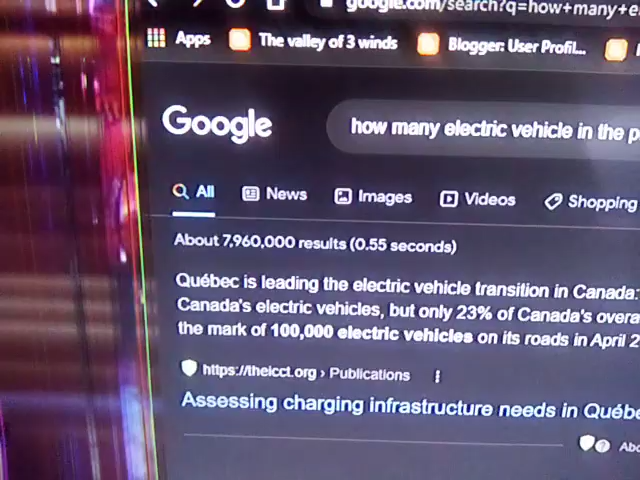 google.com/search?q=how+many+e
Apps The valley of 3 winds Blogger: User Profil...
Google how many electric vehicle in the p
All News Images Videos Shopping
About 7,960,000 results (0.55 seconds)
Québec is leading the electric vehicle transition in Canada:
Canada's electric vehicles, but only 23% of Canada's overa
the mark of 100,000 electric vehicles on its roads in April 2
https://theicct.org › Publications
Assessing charging infrastructure needs in Québe
Abo